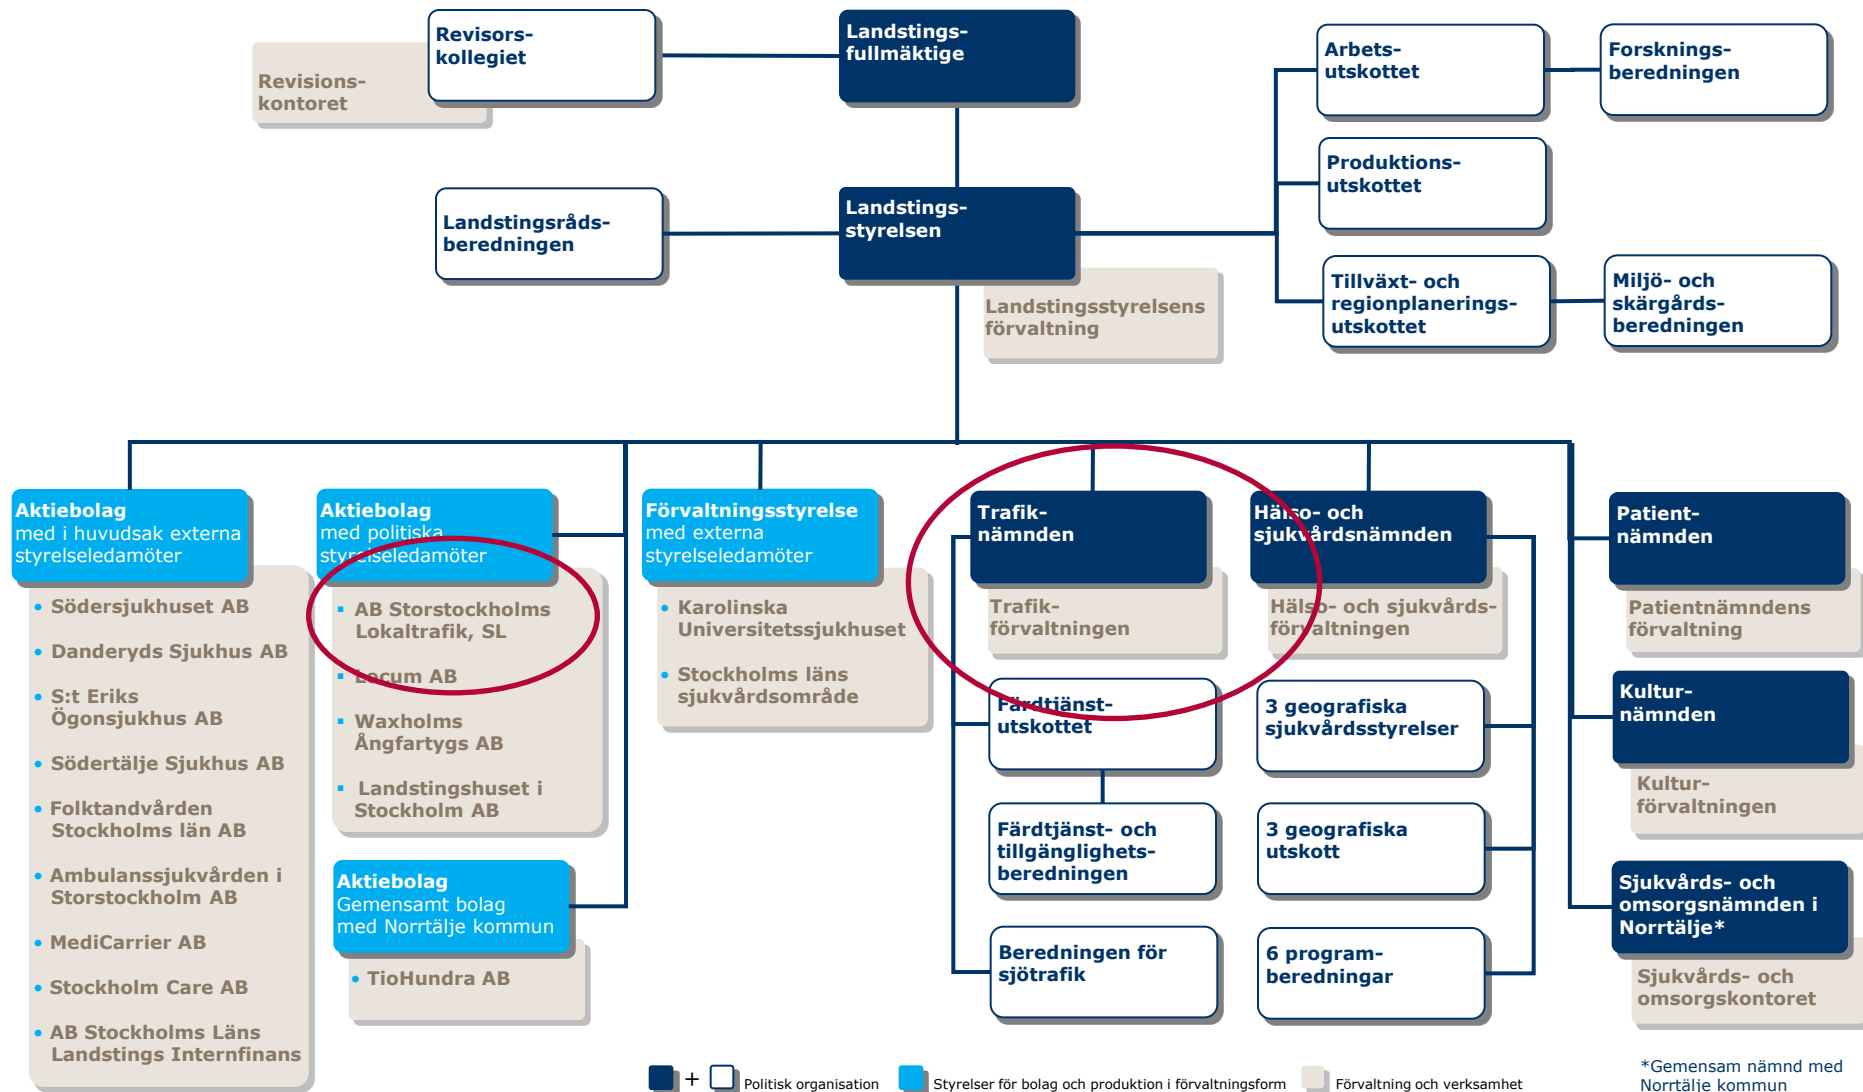 Revisors-
kollegiet
Revisions-
kontoret
Landstings-
fullmäktige
Arbets-
utskottet
Forsknings-
beredningen
Produktions-
utskottet
Landstingsråds-
beredningen
Landstings-
styrelsen
Landstingsstyrelsens
förvaltning
Tillväxt- och
regionplanerings-
utskottet
Miljö- och
skärgårds-
beredningen
Aktiebolag
med i huvudsak externa
styrelseledamöter
• Södersjukhuset AB
• Danderyds Sjukhus AB
• S:t Eriks
Ögonsjukhus AB
• Södertälje Sjukhus AB
• Folktandvården
Stockholms län AB
• Ambulanssjukvården i
Storstockholm AB
• MediCarrier AB
• Stockholm Care AB
• AB Stockholms Läns
Landstings Internfinans
Aktiebolag
med politiska
styrelseledamöter
▪ AB Storstockholms
Lokaltrafik, SL
▪ Locum AB
▪ Waxholms
Ångfartygs AB
▪ Landstingshuset i
Stockholm AB
Aktiebolag
Gemensamt bolag
med Norrtälje kommun
• TioHundra AB
Förvaltningsstyrelse
med externa
styrelseledamöter
• Karolinska
Universitetssjukhuset
• Stockholms läns
sjukvårdsområde
Trafik-
nämnden
Trafik-
förvaltningen
Färdtjänst-
utskottet
Färdtjänst- och
tillgänglighets-
beredningen
Beredningen för
sjötrafik
Hälso- och
sjukvårdsnämnden
Hälso- och sjukvårds-
förvaltningen
3 geografiska
sjukvårdsstyrelser
3 geografiska
utskott
6 program-
beredningar
Patient-
nämnden
Patientnämndens
förvaltning
Kultur-
nämnden
Kultur-
förvaltningen
Sjukvårds- och
omsorgsnämnden i
Norrtälje*
Sjukvårds- och
omsorgskontoret
+ Politisk organisation
Styrelser för bolag och produktion i förvaltningsform
Förvaltning och verksamhet
*Gemensam nämnd med
Norrtälje kommun